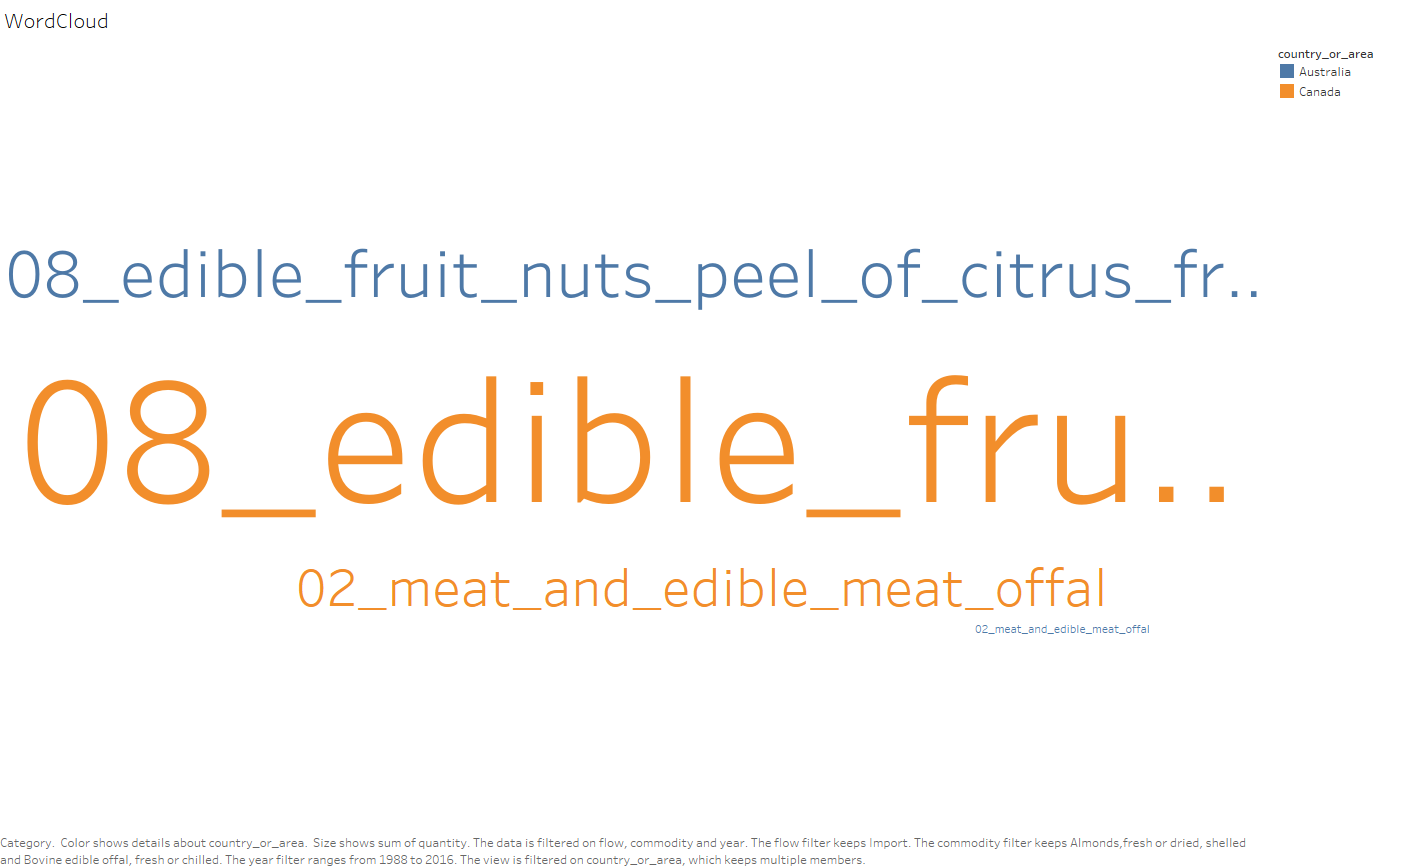 WordCloud
country_or_area
Australia
Canada
08_edible_fruit_nuts_peel_of_citrus_fr..
08_edible_fru..
02_meat_and_edible_meat_offal
02_meat_and_edible_meat_offal
Category.  Color shows details about country_or_area.  Size shows sum of quantity. The data is filtered on flow, commodity and year. The flow filter keeps Import. The commodity filter keeps Almonds,fresh or dried, shelled
and Bovine edible offal, fresh or chilled. The year filter ranges from 1988 to 2016. The view is filtered on country_or_area, which keeps multiple members.